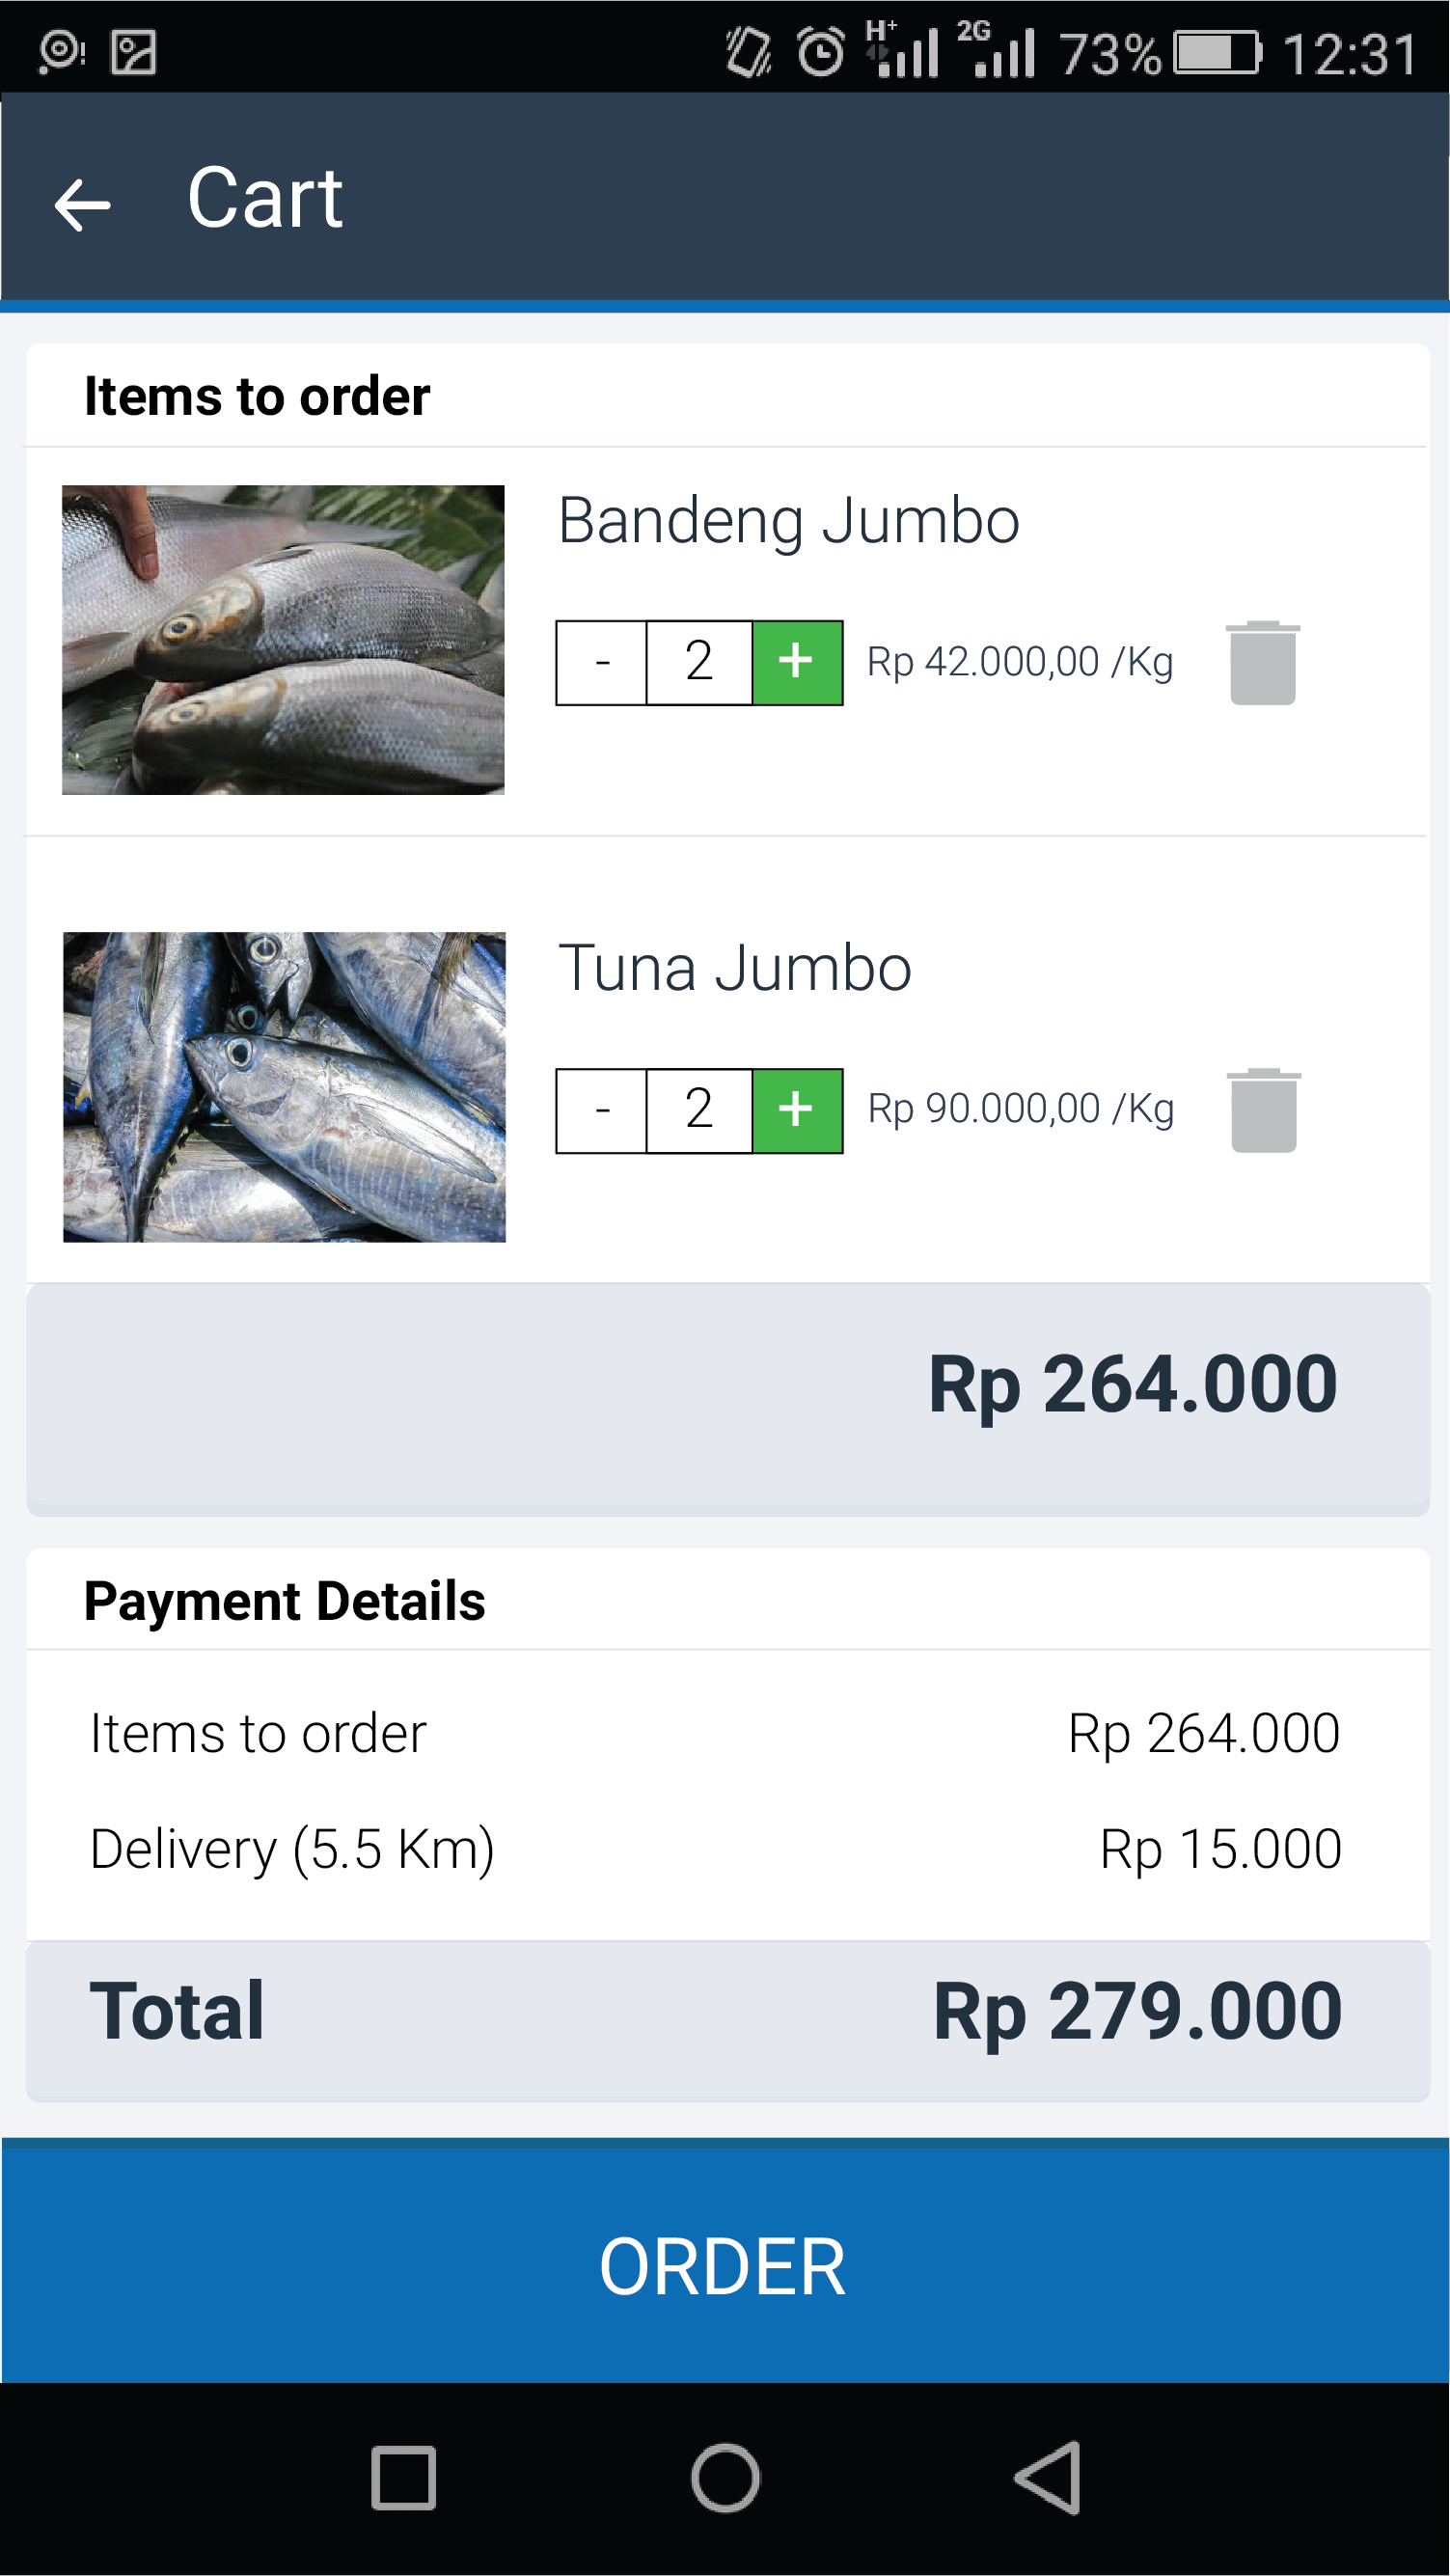 H+ 2G 73% 12:31
Cart
Items to order
Bandeng Jumbo
- 2 + Rp 42.000,00 /Kg
Tuna Jumbo
- 2 + Rp 90.000,00 /Kg
Rp 264.000
Payment Details
Items to order Rp 264.000
Delivery (5.5 Km) Rp 15.000
Total Rp 279.000
ORDER